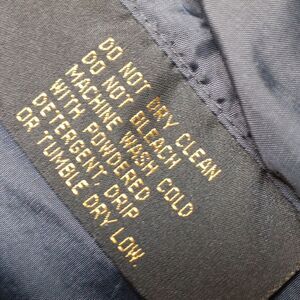 DO NOT DRY CLEAN
DO NOT BLEACH
MACHINE WASH COLD
WITH POWDERED
DETERGENT, DRIP
OR TUMBLE DRY LOW.